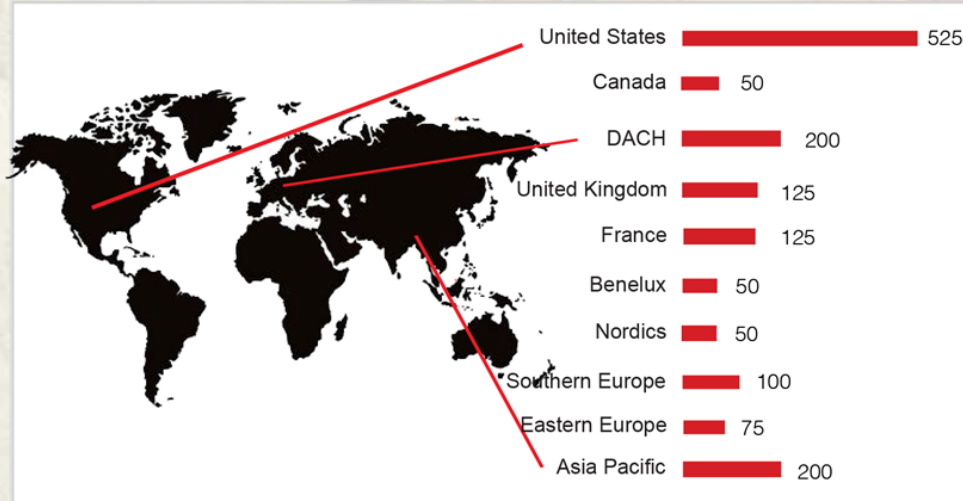 United States 525
Canada 50
DACH 200
United Kingdom 125
France 125
Benelux 50
Nordics 50
Southern Europe 100
Eastern Europe 75
Asia Pacific 200